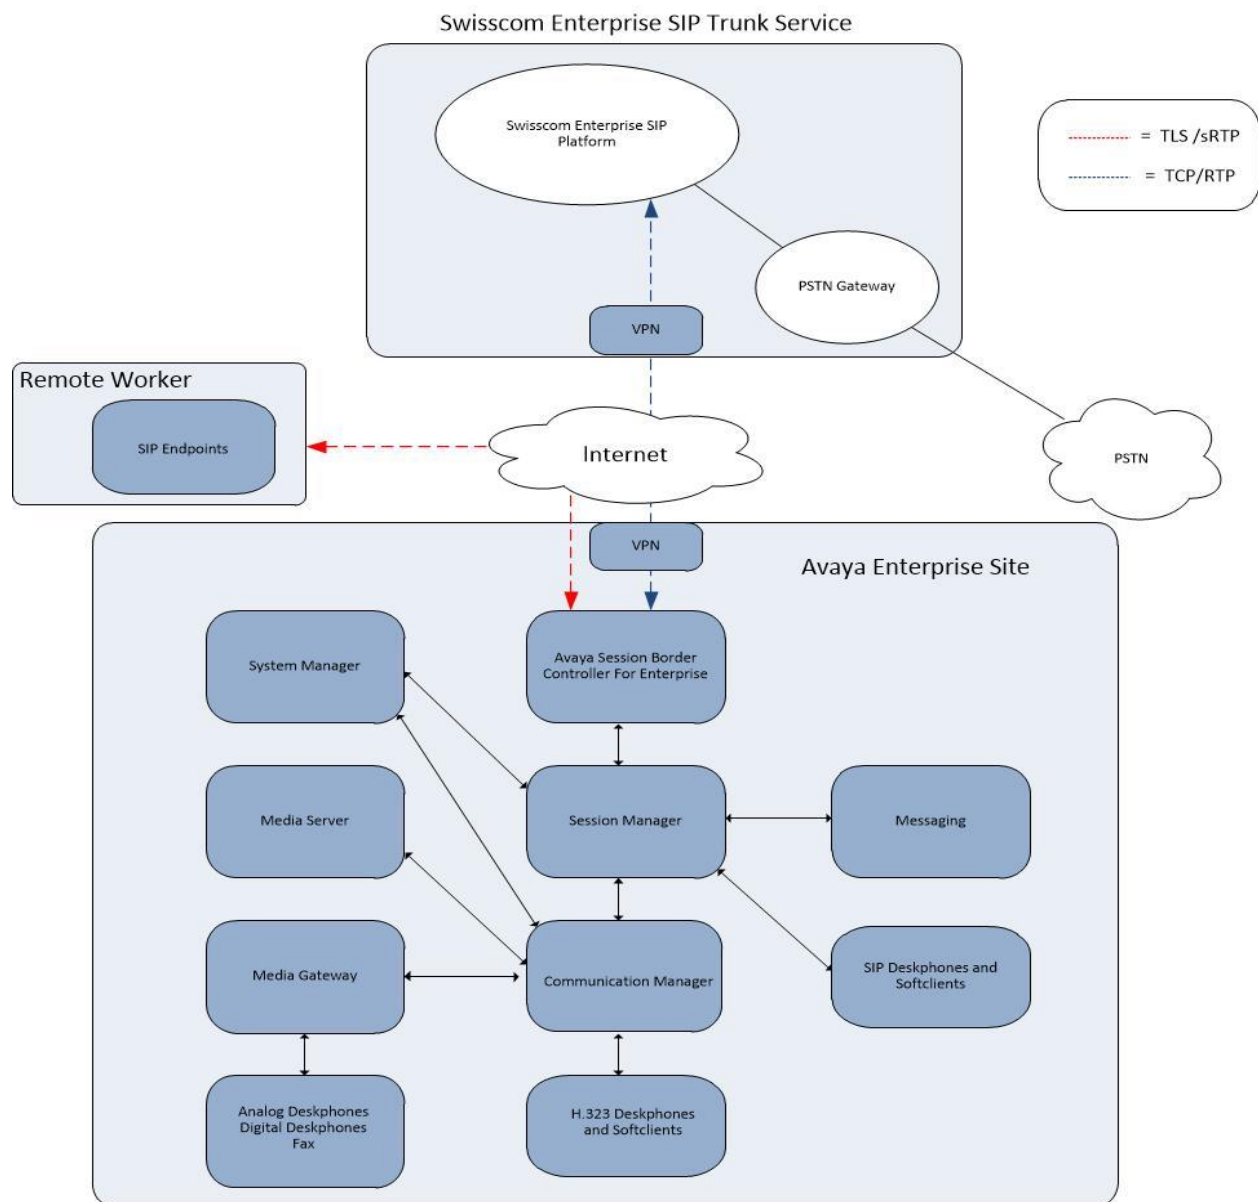 Swisscom Enterprise SIP Trunk Service
Swisscom Enterprise SIP
Platform
= TLS /sRTP
= TCP/RTP
PSTN Gateway
VPN
Remote Worker
SIP Endpoints
Internet
PSTN
VPN
Avaya Enterprise Site
System Manager
Avaya Session Border
Controller For Enterprise
Media Server
Session Manager
Messaging
Media Gateway
Communication Manager
SIP Deskphones and
Softclients
Analog Deskphones
Digital Deskphones
Fax
H.323 Deskphones
and Softclients